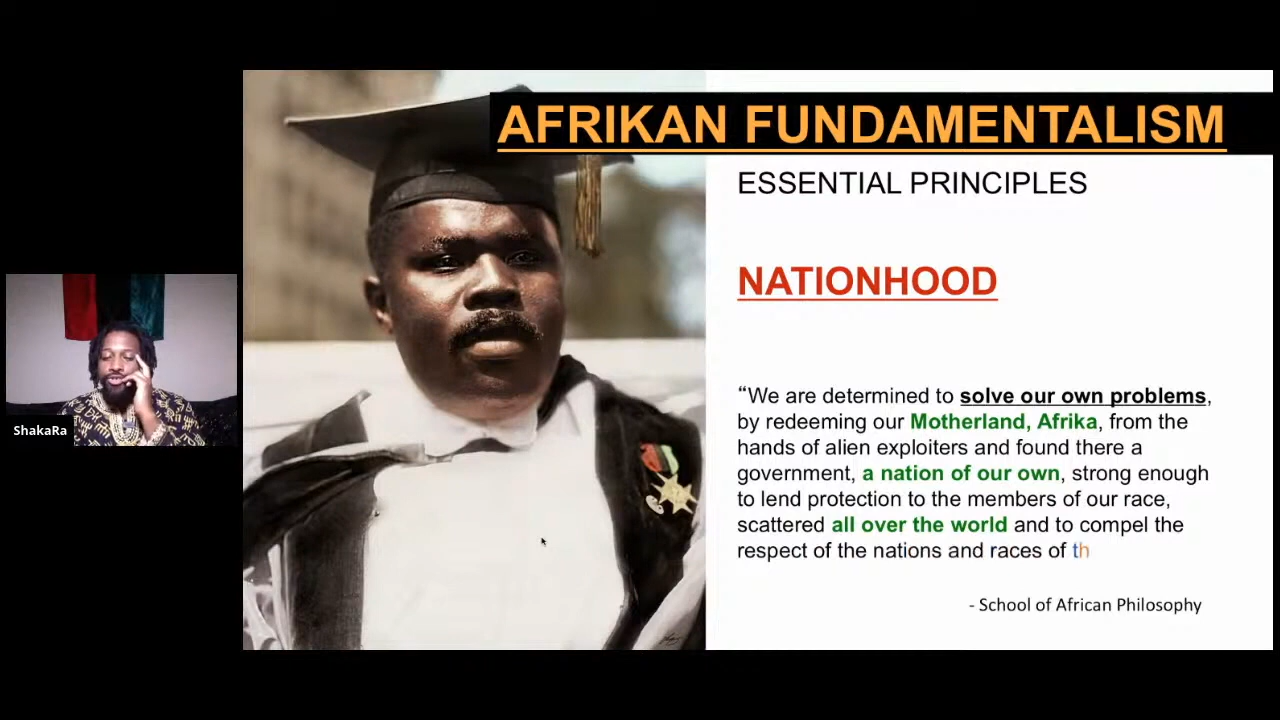 AFRIKAN FUNDAMENTALISM
ESSENTIAL PRINCIPLES
NATIONHOOD
“We are determined to solve our own problems,
by redeeming our Motherland, Afrika, from the
hands of alien exploiters and found there a
government, a nation of our own, strong enough
to lend protection to the members of our race,
scattered all over the world and to compel the
respect of the nations and races of th
- School of African Philosophy
ShakaRa